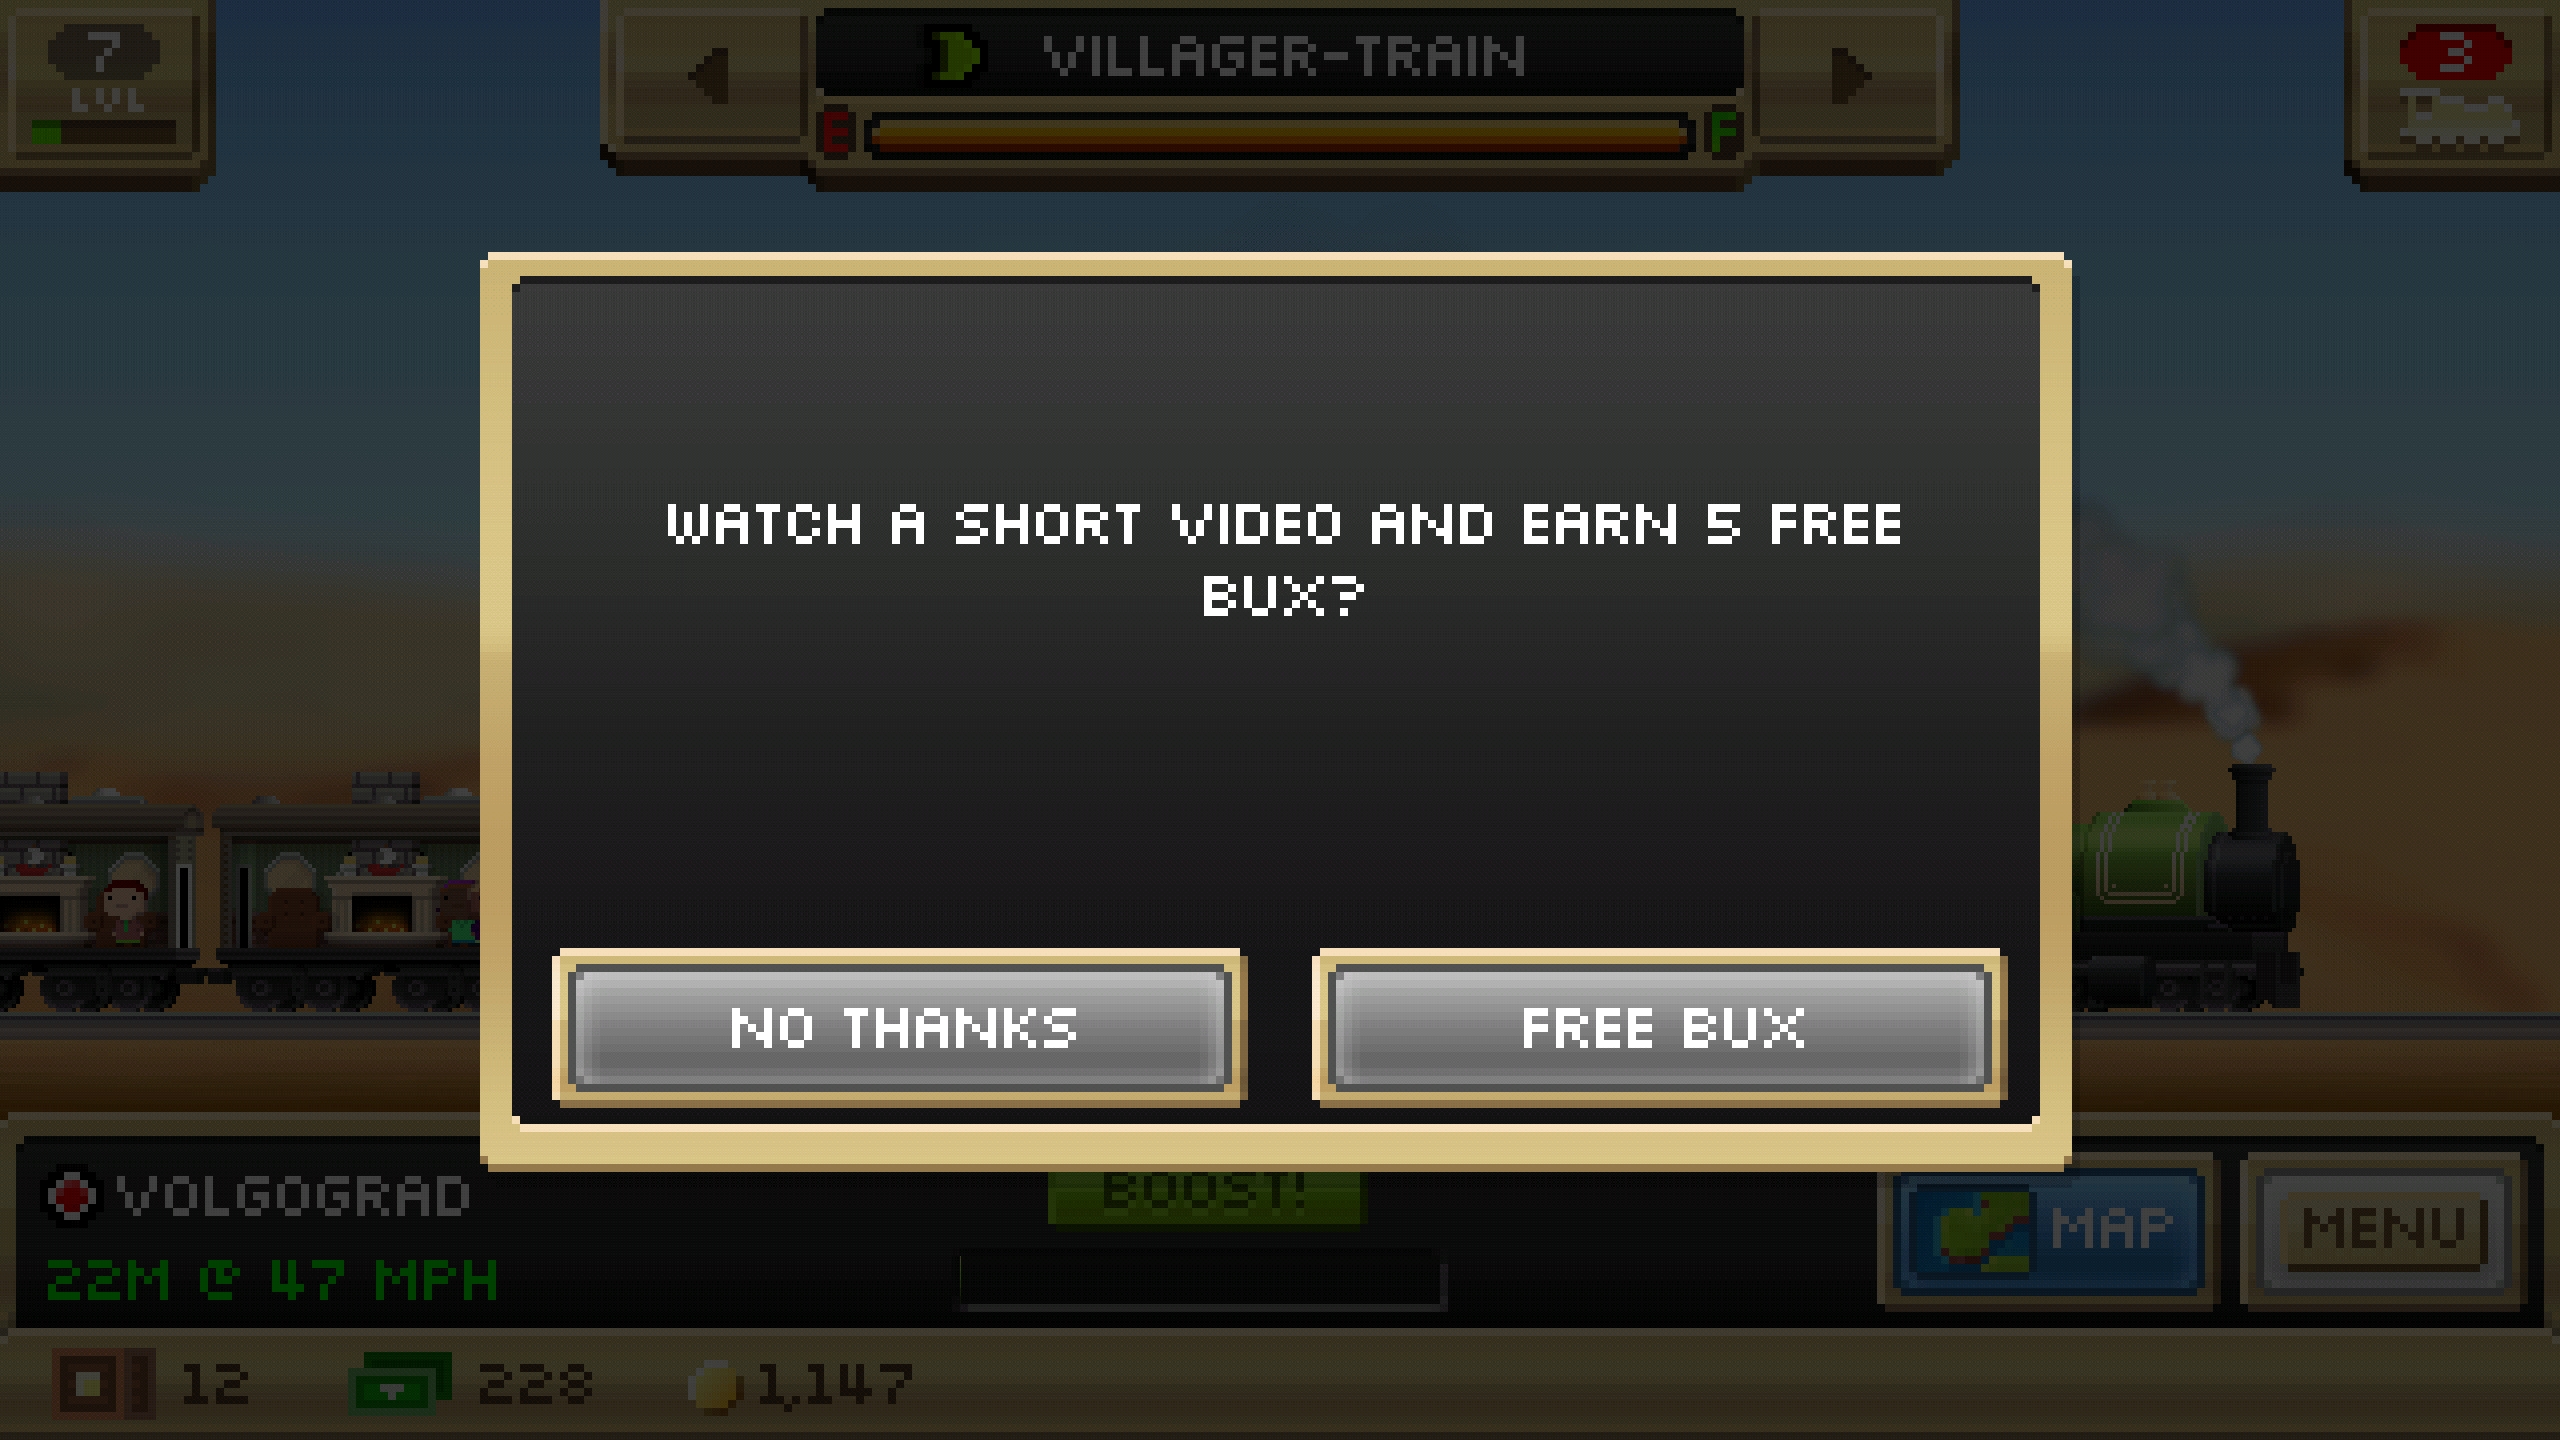 7
LVL
VILLAGER-TRAIN
E
F
3
WATCH A SHORT VIDEO AND EARN 5 FREE
BUX?
NO THANKS
FREE BUX
VOLGOGRAD
22M @ 47 MPH
BOOST!
MAP
MENU
12
228
1,147